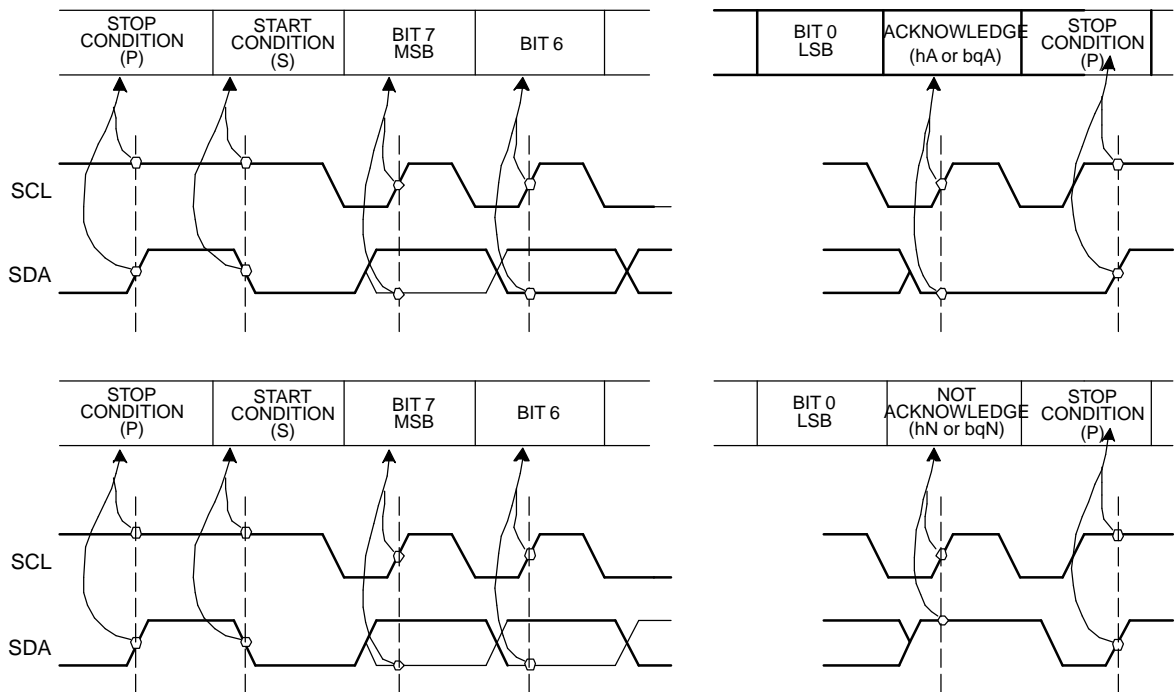 STOP
CONDITION
(P)
START
CONDITION
(S)
BIT 7
MSB
BIT 6
BIT 0
LSB
ACKNOWLEDGE
(hA or bqA)
STOP
CONDITION
(P)
SCL
SDA
STOP
CONDITION
(P)
START
CONDITION
(S)
BIT 7
MSB
BIT 6
BIT 0
LSB
NOT
ACKNOWLEDGE
(hN or bqN)
STOP
CONDITION
(P)
SCL
SDA